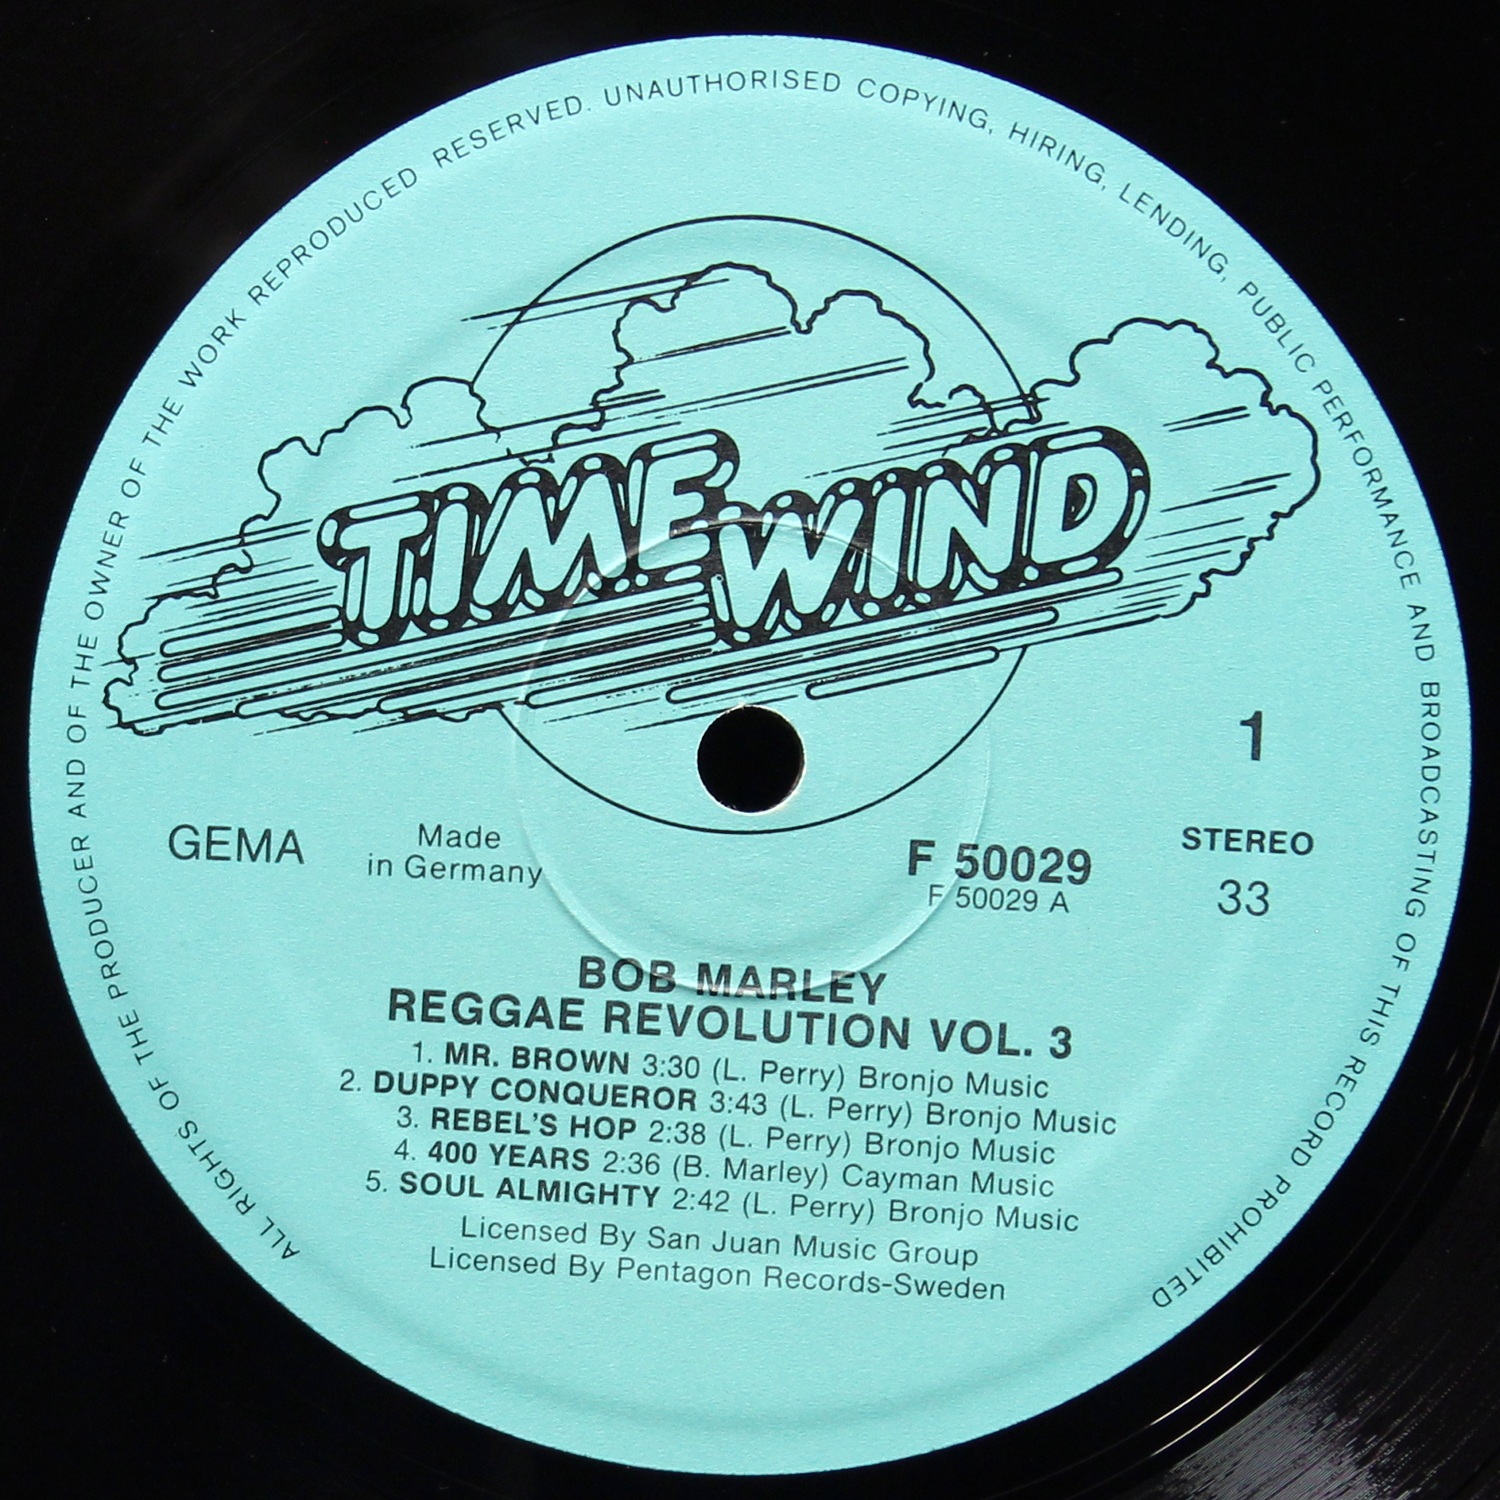 ALL RIGHTS OF THE PRODUCER AND OF THE OWNER OF THE WORK REPRODUCED RESERVED. UNAUTHORISED COPYING, HIRING, LENDING, PUBLIC PERFORMANCE AND BROADCASTING OF THIS RECORD PROHIBITED
TIME WIND
1
GEMA
Made
in Germany
F 50029
F 50029 A
STEREO
33
BOB MARLEY
REGGAE REVOLUTION VOL. 3
1. MR. BROWN 3:30 (L. Perry) Bronjo Music
2. DUPPY CONQUEROR 3:43 (L. Perry) Bronjo Music
3. REBEL'S HOP 2:38 (L. Perry) Bronjo Music
4. 400 YEARS 2:36 (B. Marley) Cayman Music
5. SOUL ALMIGHTY 2:42 (L. Perry) Bronjo Music
Licensed By San Juan Music Group
Licensed By Pentagon Records-Sweden